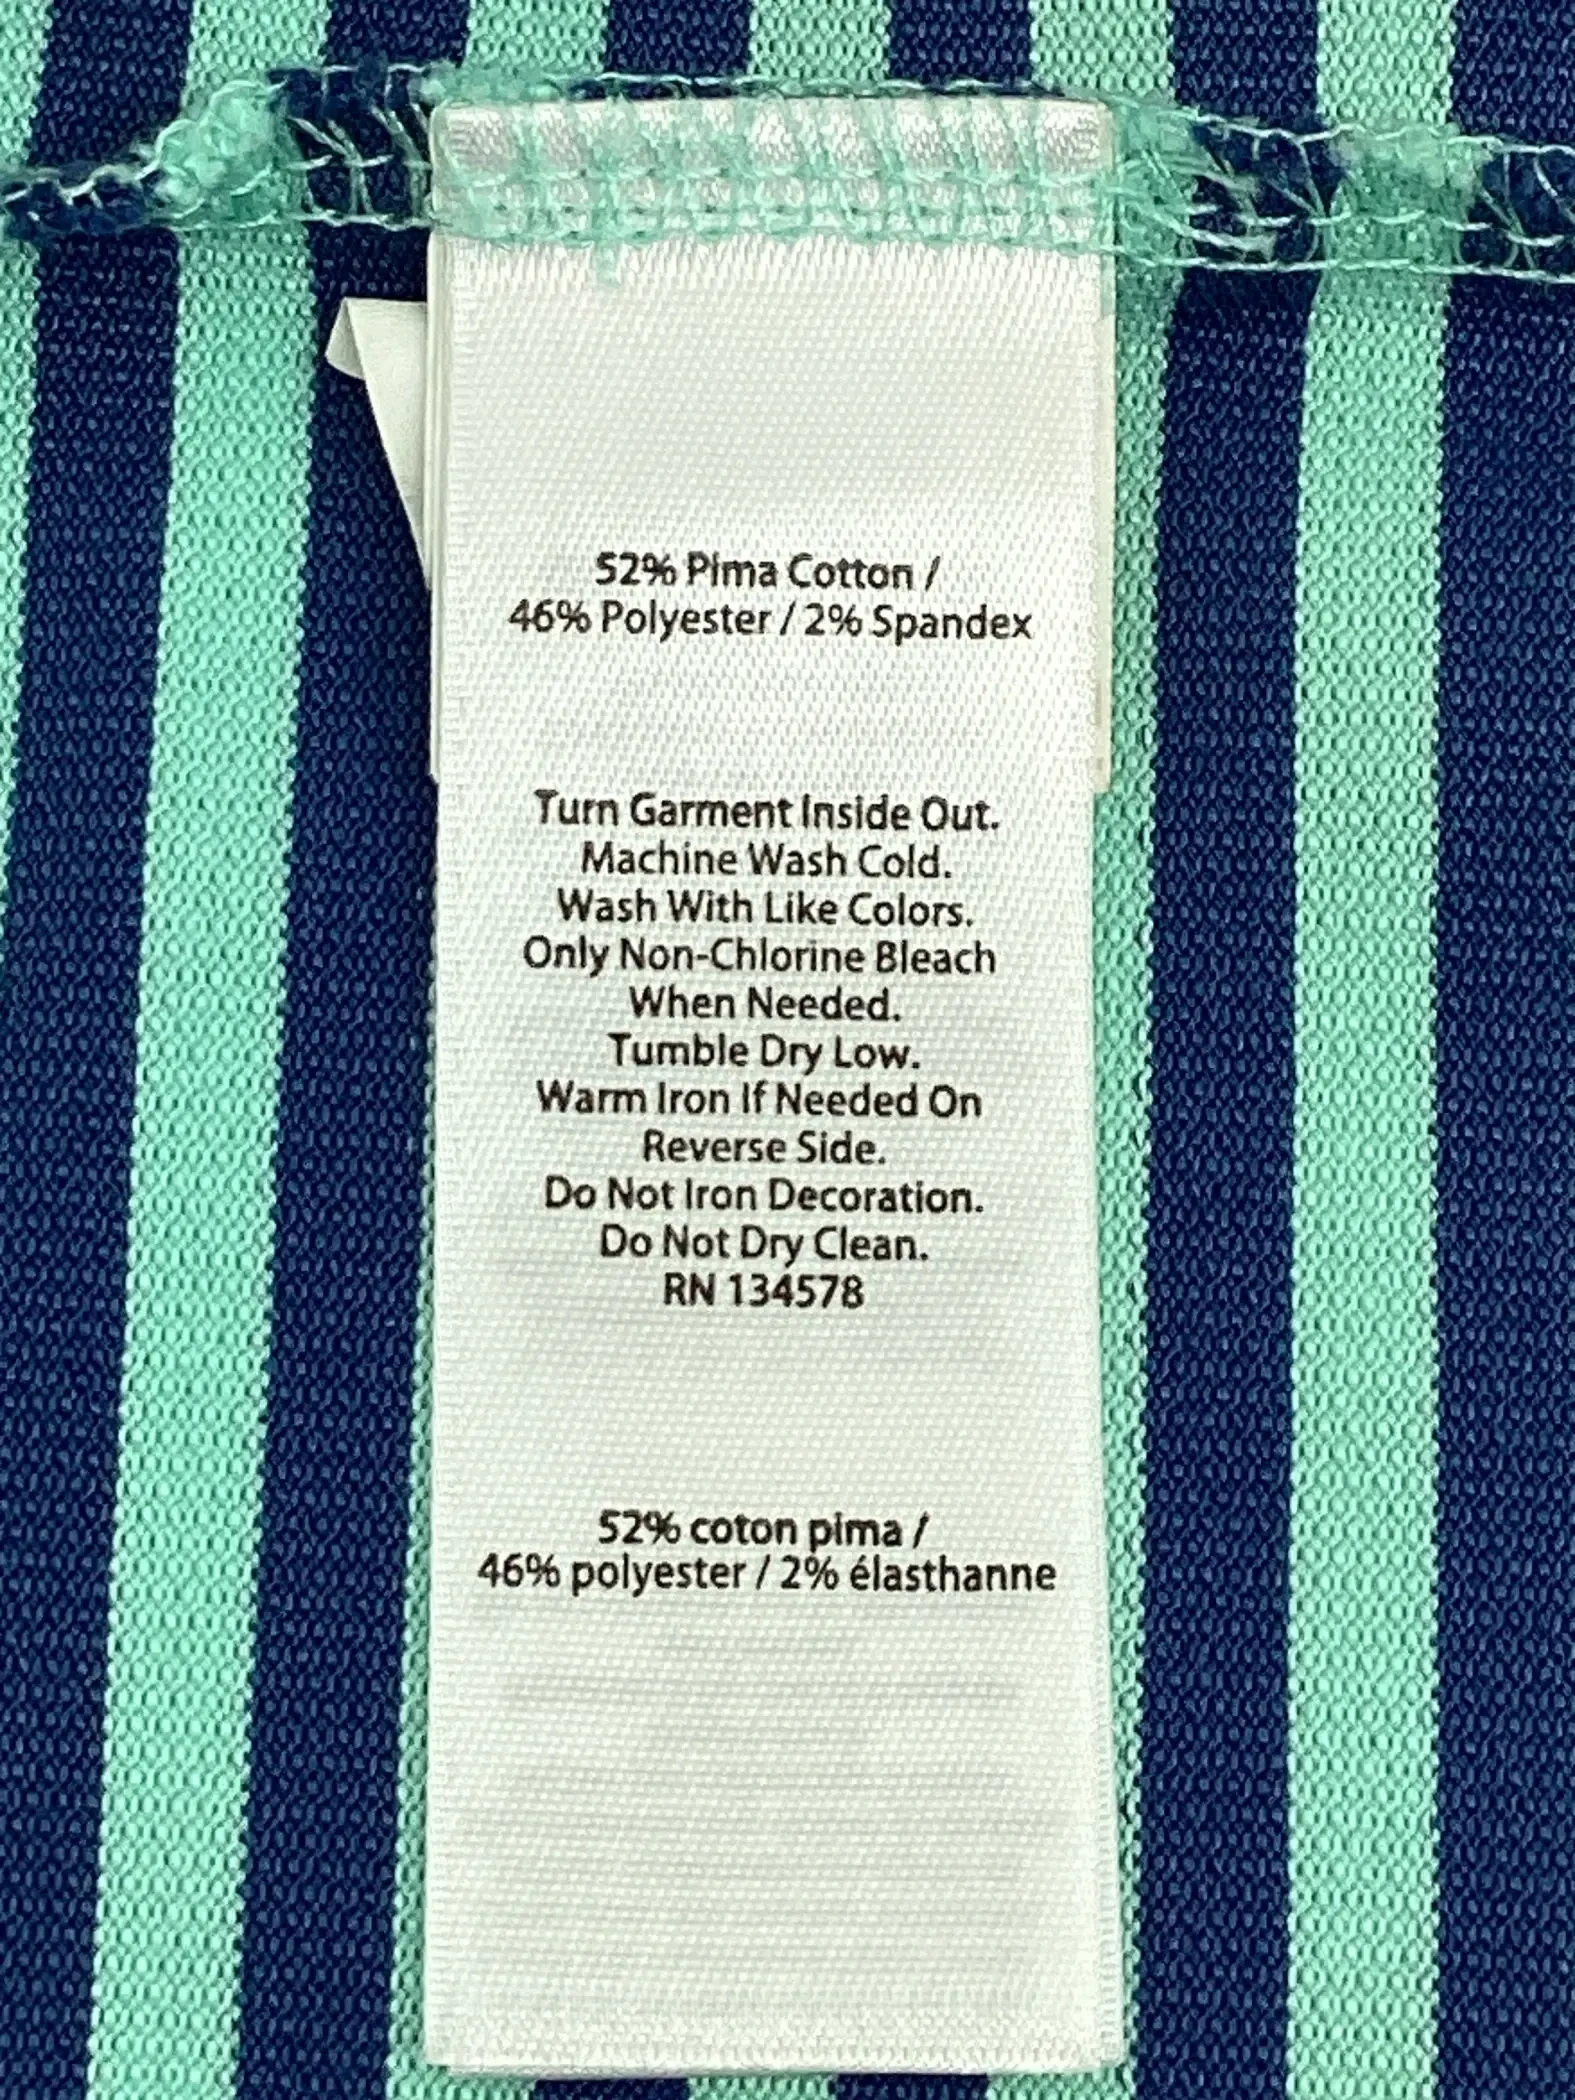 52% Pima Cotton /
46% Polyester / 2% Spandex
Turn Garment Inside Out.
Machine Wash Cold.
Wash With Like Colors.
Only Non-Chlorine Bleach
When Needed.
Tumble Dry Low.
Warm Iron If Needed On
Reverse Side.
Do Not Iron Decoration.
Do Not Dry Clean.
RN 134578
52% coton pima /
46% polyester / 2% élasthanne